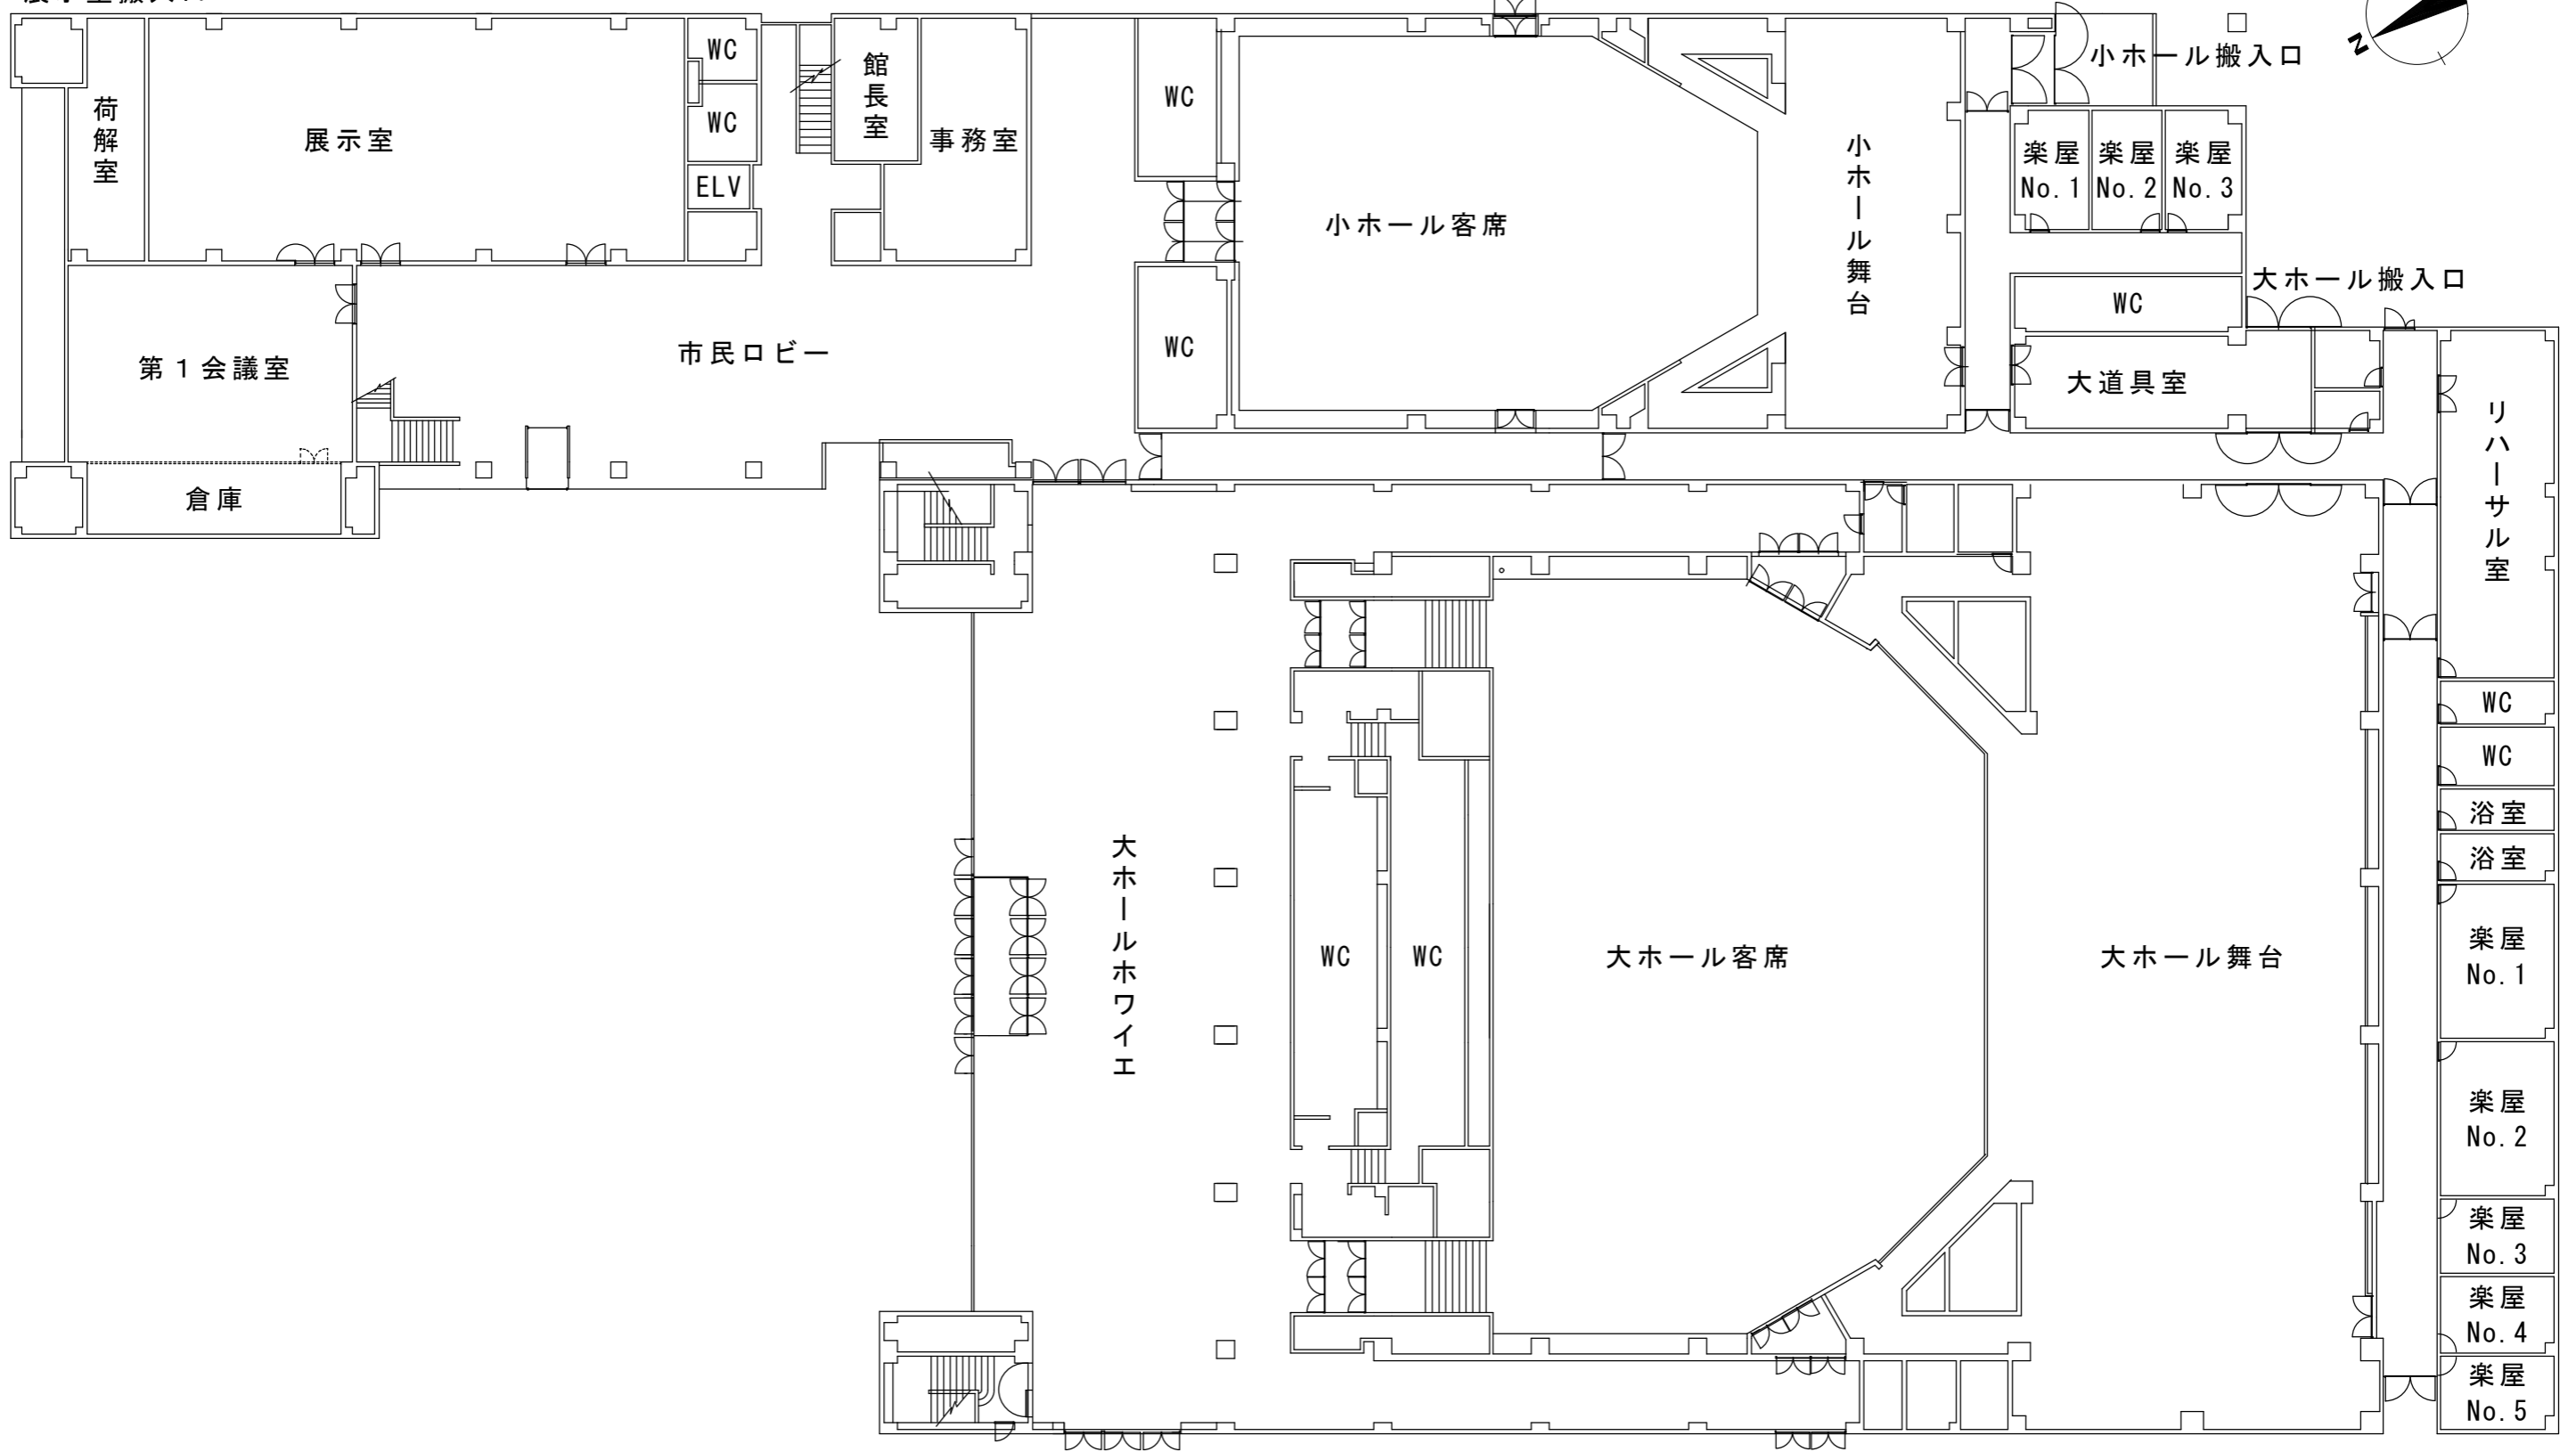 N
小ホール搬入口
WC
WC
ELV
荷解室
展示室
館長室
事務室
WC
小ホール客席
小ホール舞台
楽屋
No.1
楽屋
No.2
楽屋
No.3
大ホール搬入口
WC
第1会議室
市民ロビー
WC
大道具室
リハーサル室
倉庫
WC
WC
浴室
浴室
大ホールホワイエ
WC
WC
大ホール客席
大ホール舞台
楽屋
No.1
楽屋
No.2
楽屋
No.3
楽屋
No.4
楽屋
No.5